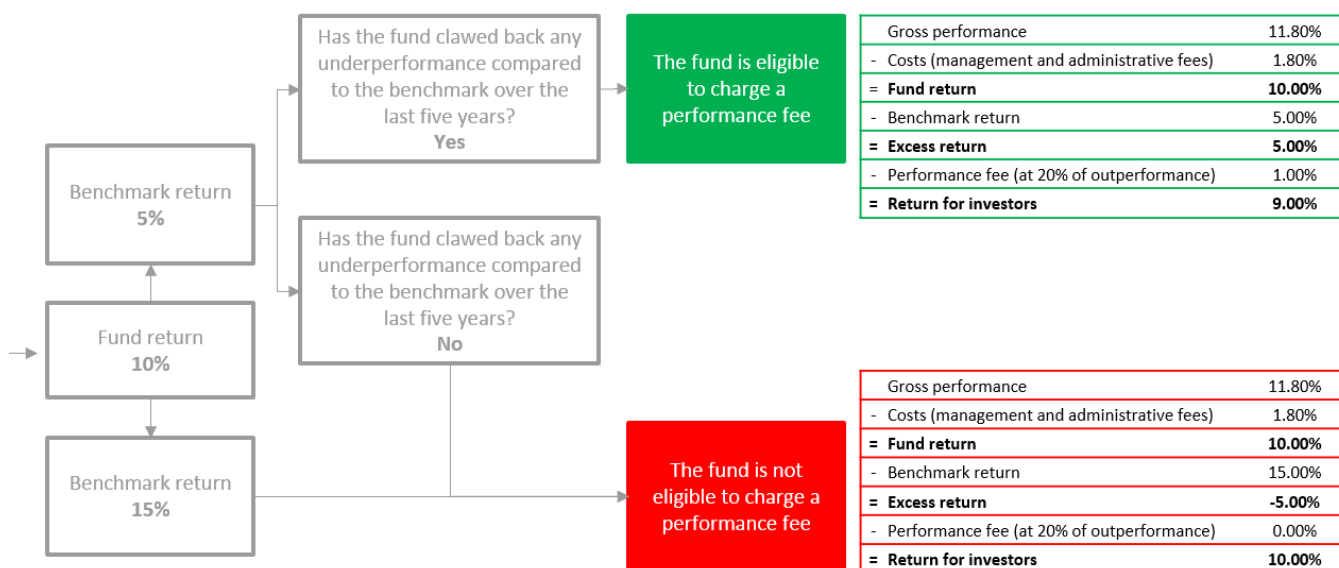 Has the fund clawed back any
underperformance compared
to the benchmark over the
last five years?
Yes
The fund is eligible
to charge a
performance fee
Gross performance 11.80%
- Costs (management and administrative fees) 1.80%
= Fund return 10.00%
- Benchmark return 5.00%
= Excess return 5.00%
- Performance fee (at 20% of outperformance) 1.00%
= Return for investors 9.00%
Benchmark return
5%
Has the fund clawed back any
underperformance compared
to the benchmark over the
last five years?
No
Fund return
10%
Benchmark return
15%
The fund is not
eligible to charge a
performance fee
Gross performance 11.80%
- Costs (management and administrative fees) 1.80%
= Fund return 10.00%
- Benchmark return 15.00%
= Excess return -5.00%
- Performance fee (at 20% of outperformance) 0.00%
= Return for investors 10.00%